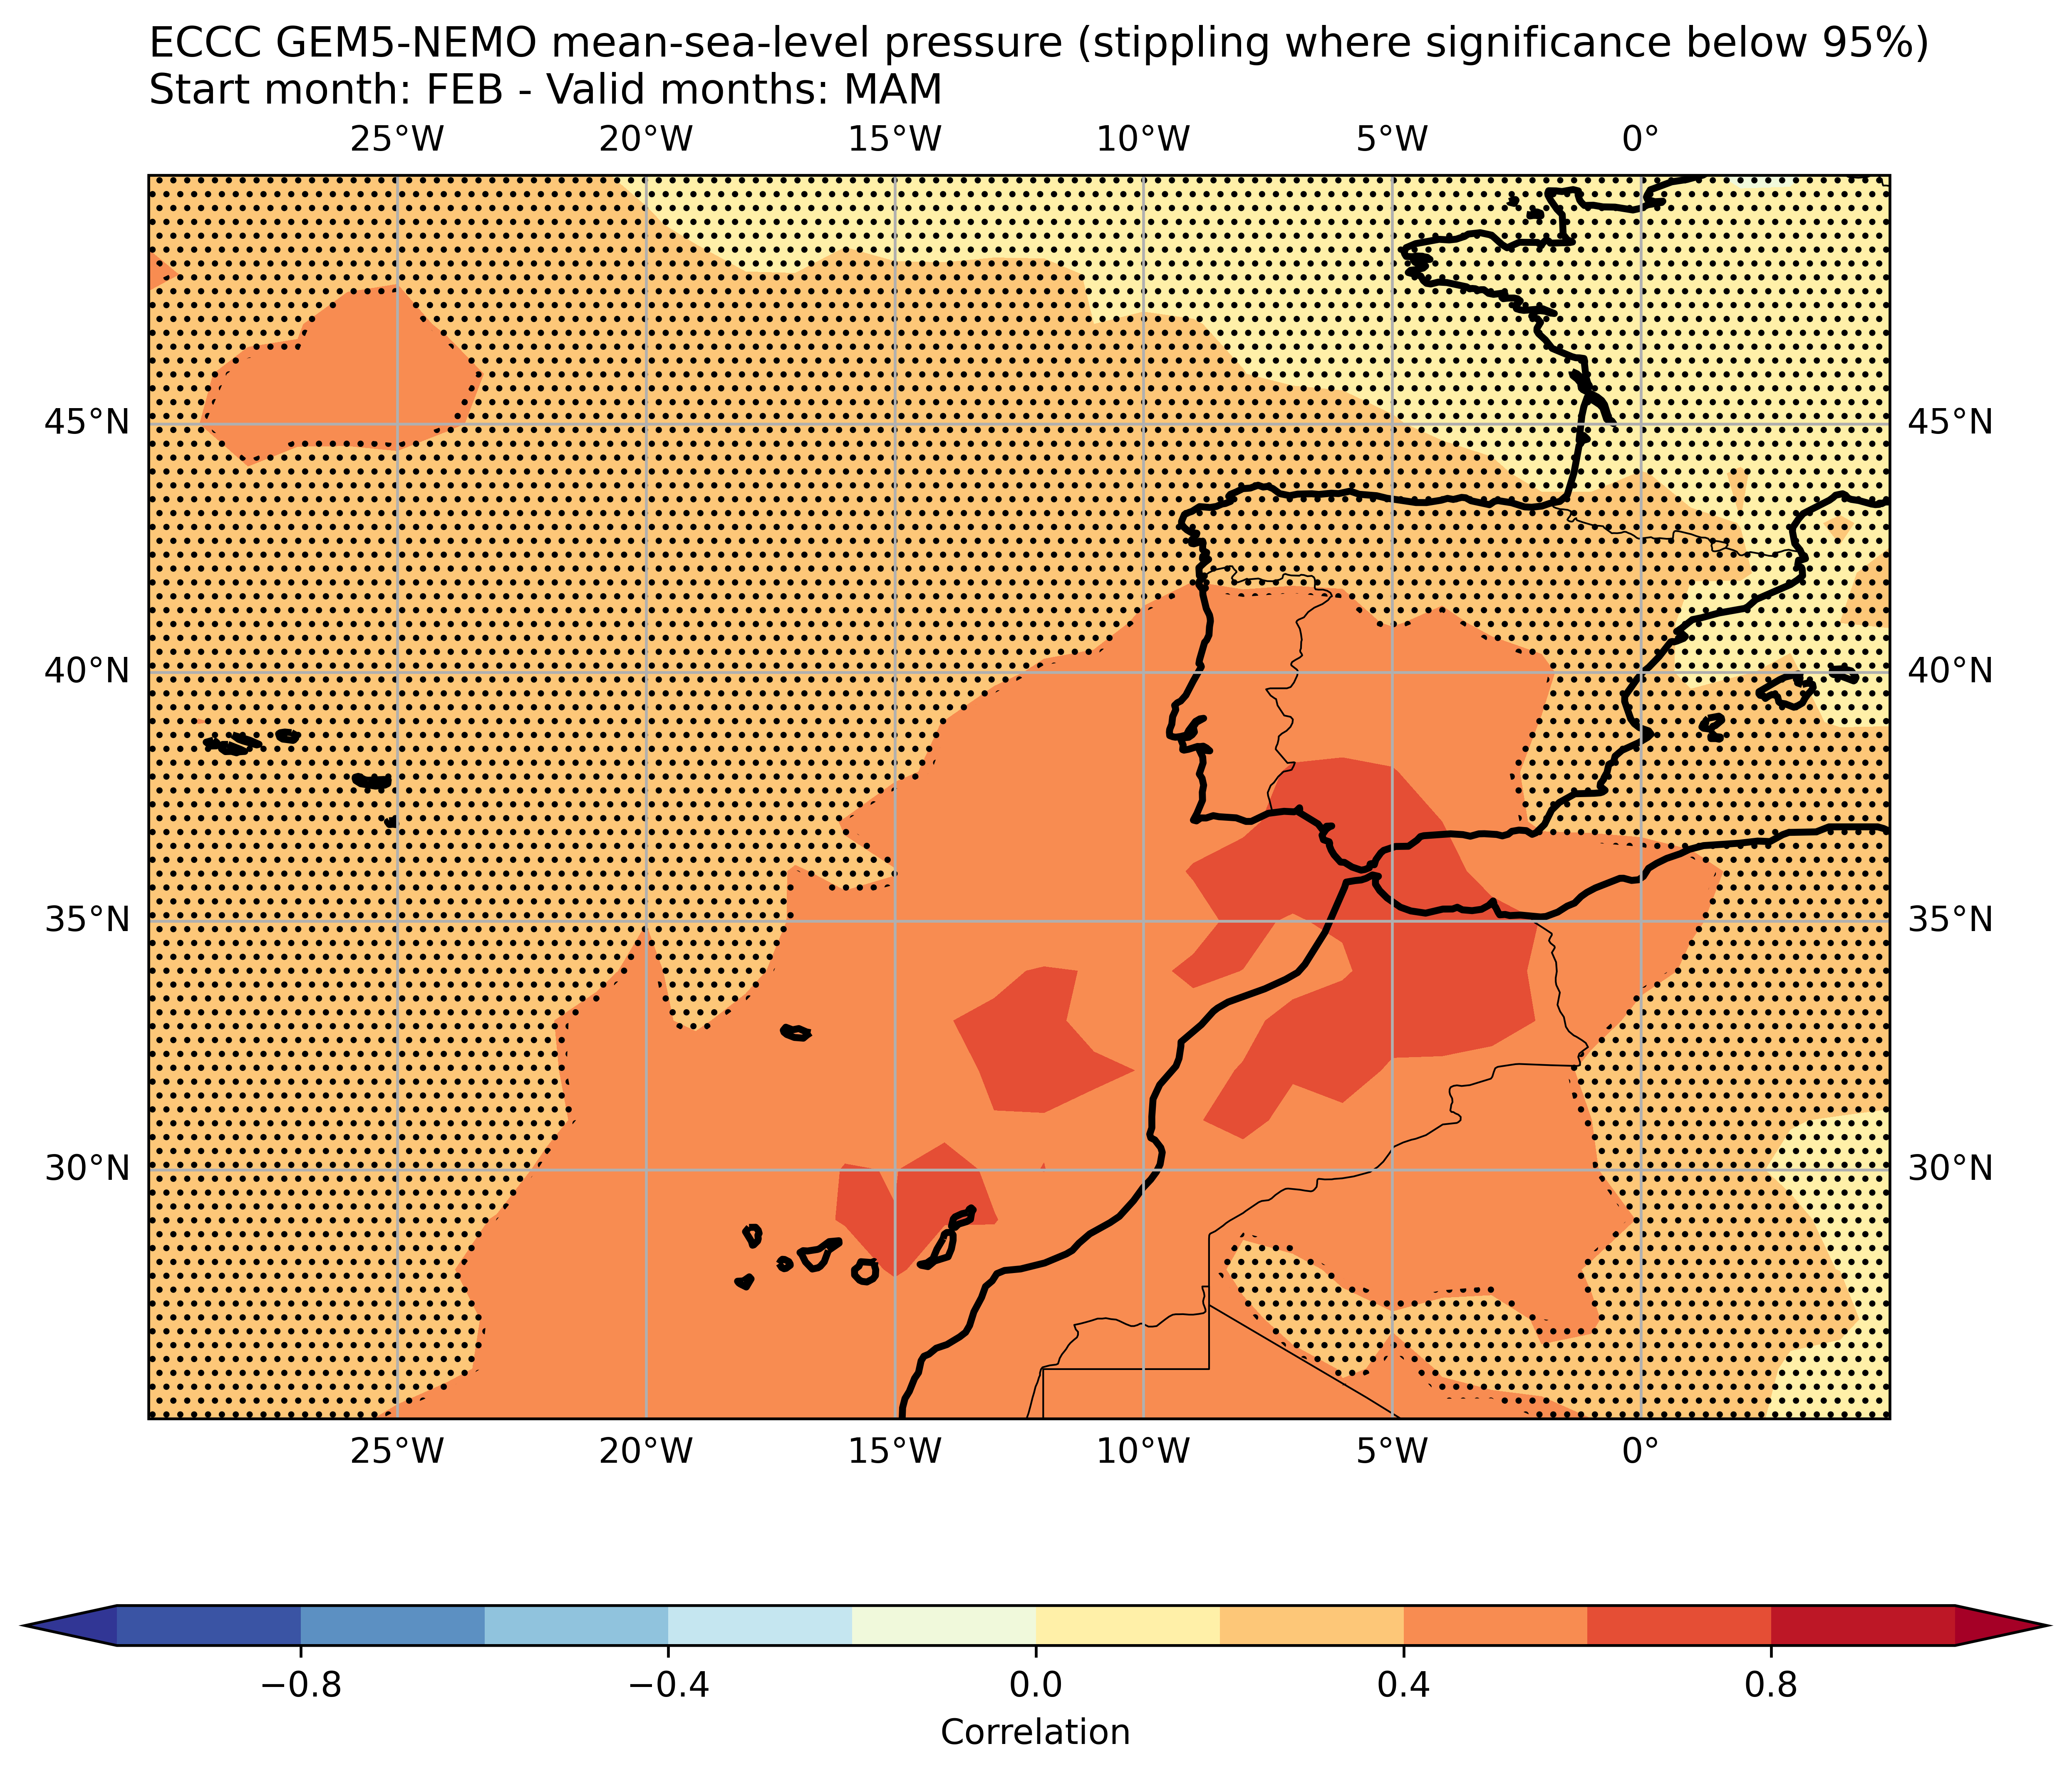 ECCC GEM5-NEMO mean-sea-level pressure (stippling where significance below 95%)
Start month: FEB - Valid months: MAM
25°W 20°W 15°W 10°W 5°W 0°
45°N 45°N
40°N 40°N
35°N 35°N
30°N 30°N
25°W 20°W 15°W 10°W 5°W 0°
−0.8 −0.4 0.0 0.4 0.8
Correlation